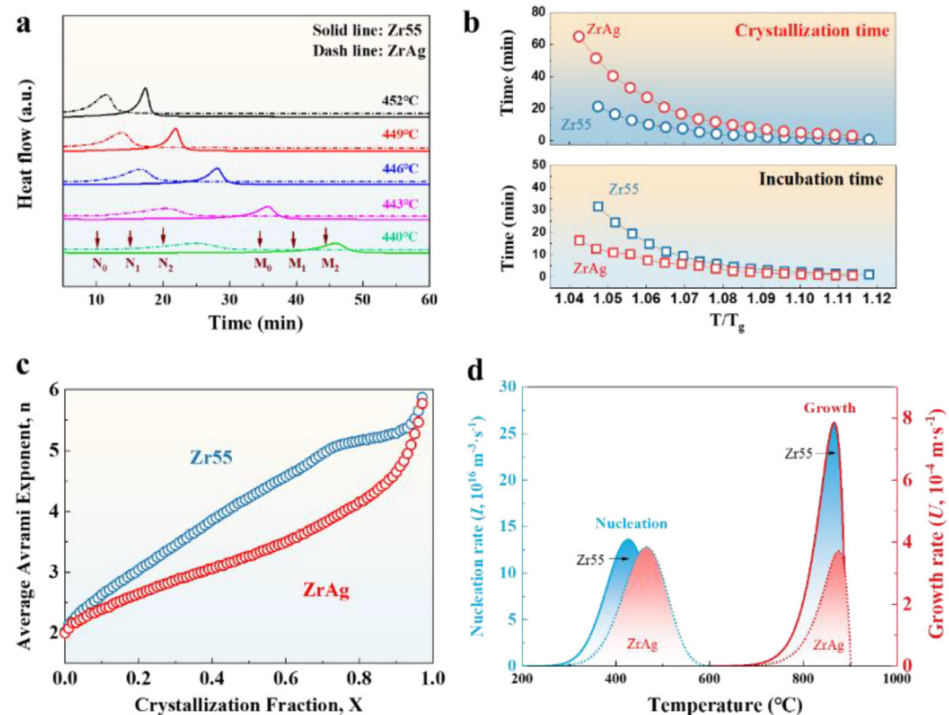 a
Solid line: Zr55
Dash line: ZrAg
452°C
449°C
446°C
443°C
440°C
N0 N1 N2 M0 M1 M2
10 20 30 40 50 60
Time (min)
Heat flow (a.u.)
b
ZrAg
Crystallization time
Zr55
80
60
40
20
0
Time (min)
Zr55
Incubation time
ZrAg
50
40
30
20
10
0
Time (min)
1.04 1.05 1.06 1.07 1.08 1.09 1.10 1.11 1.12
T/Tg
c
6
5
4
3
2
1
Average Avrami Exponent, n
Zr55
ZrAg
0.0 0.2 0.4 0.6 0.8 1.0
Crystallization Fraction, X
d
30
25
20
15
10
5
0
Nucleation rate (I, 10¹⁶ m⁻³·s⁻¹)
Growth
Zr55
Nucleation
Zr55
ZrAg
ZrAg
8
6
4
2
0
Growth rate (U, 10⁻⁴ m·s⁻¹)
200 400 600 800 1000
Temperature (°C)